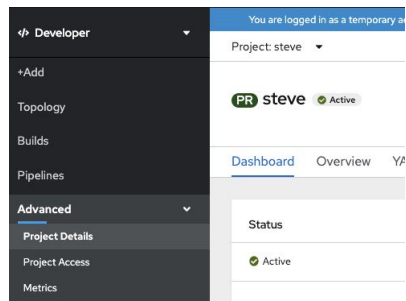 </> Developer
+Add
Topology
Builds
Pipelines
Advanced
Project Details
Project Access
Metrics
You are logged in as a temporary
Project: steve
PR steve Active
Dashboard Overview
Status
Active